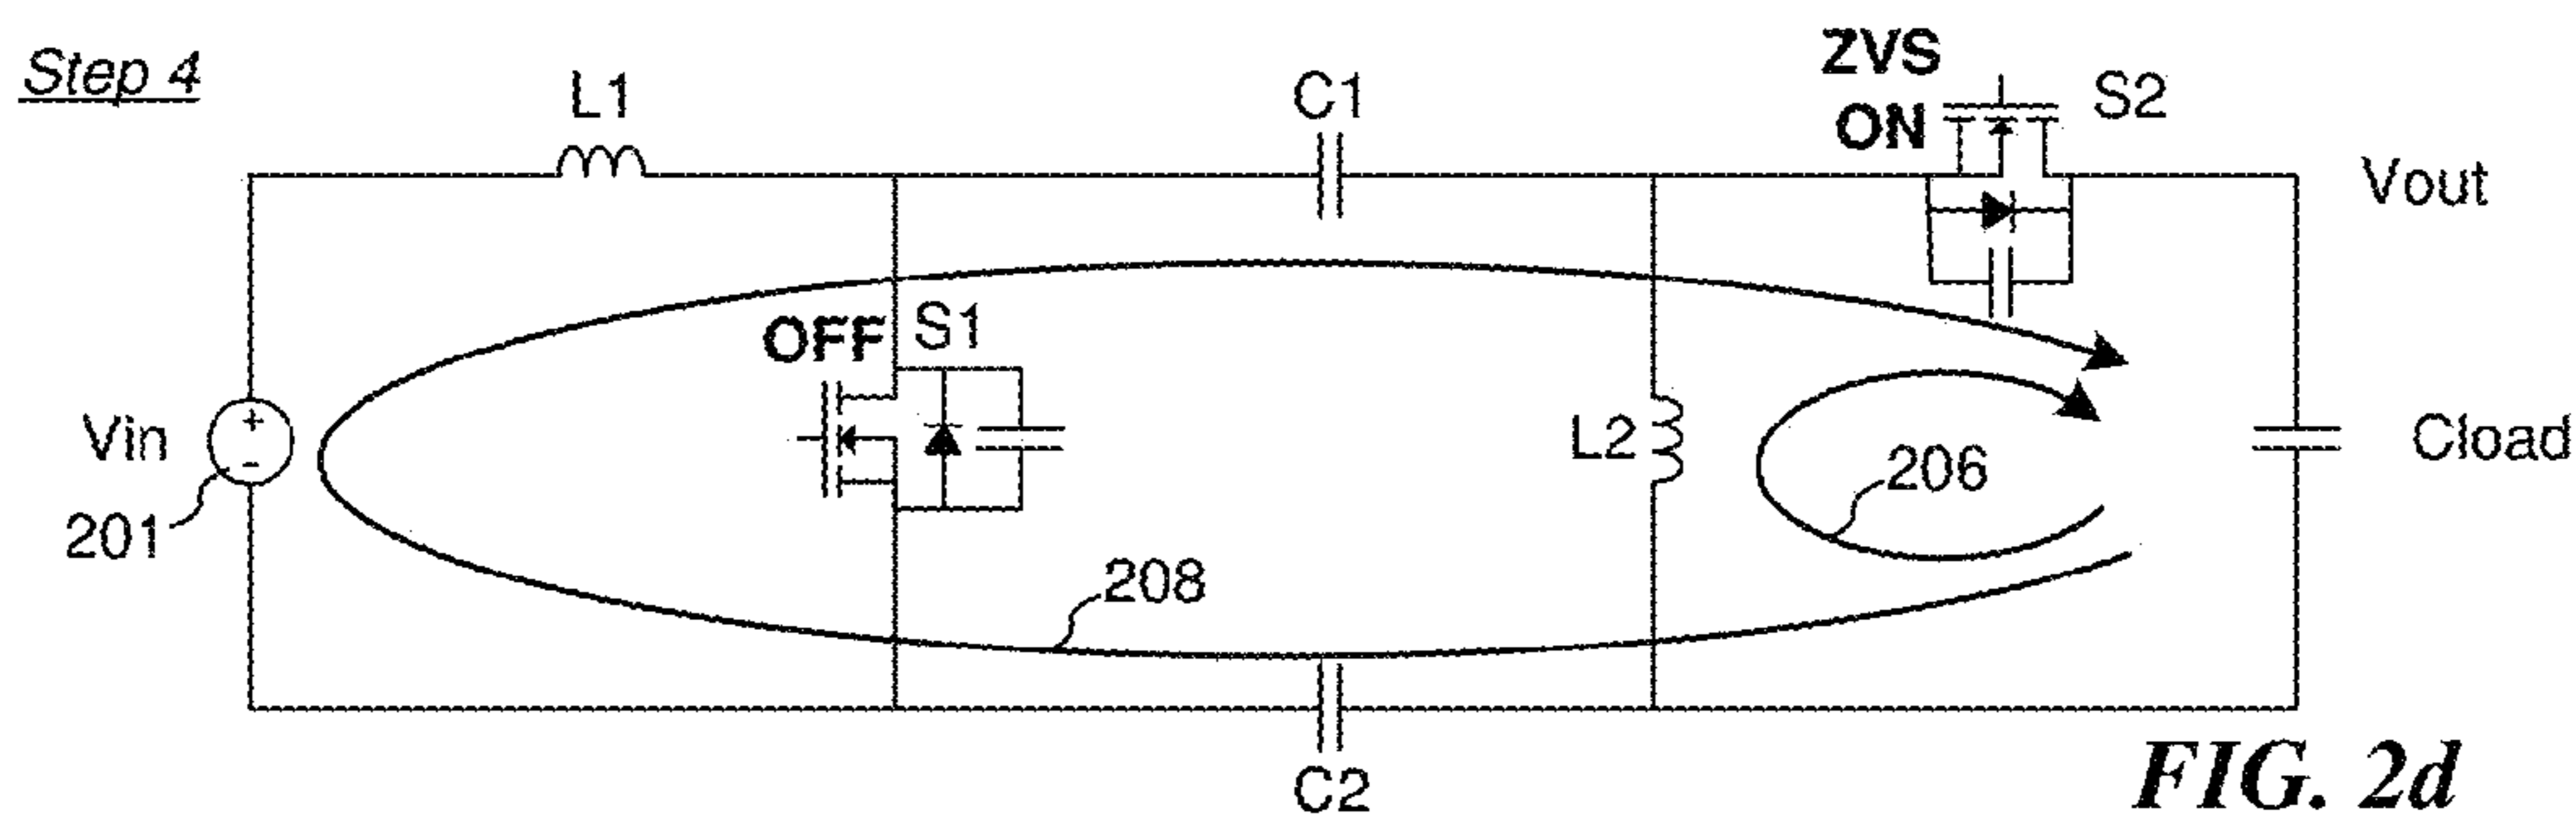 Step 4
L1
C1
ZVS
ON
S2
Vout
OFF
S1
Vin
+
-
201
L2
206
Cload
208
C2
FIG. 2d